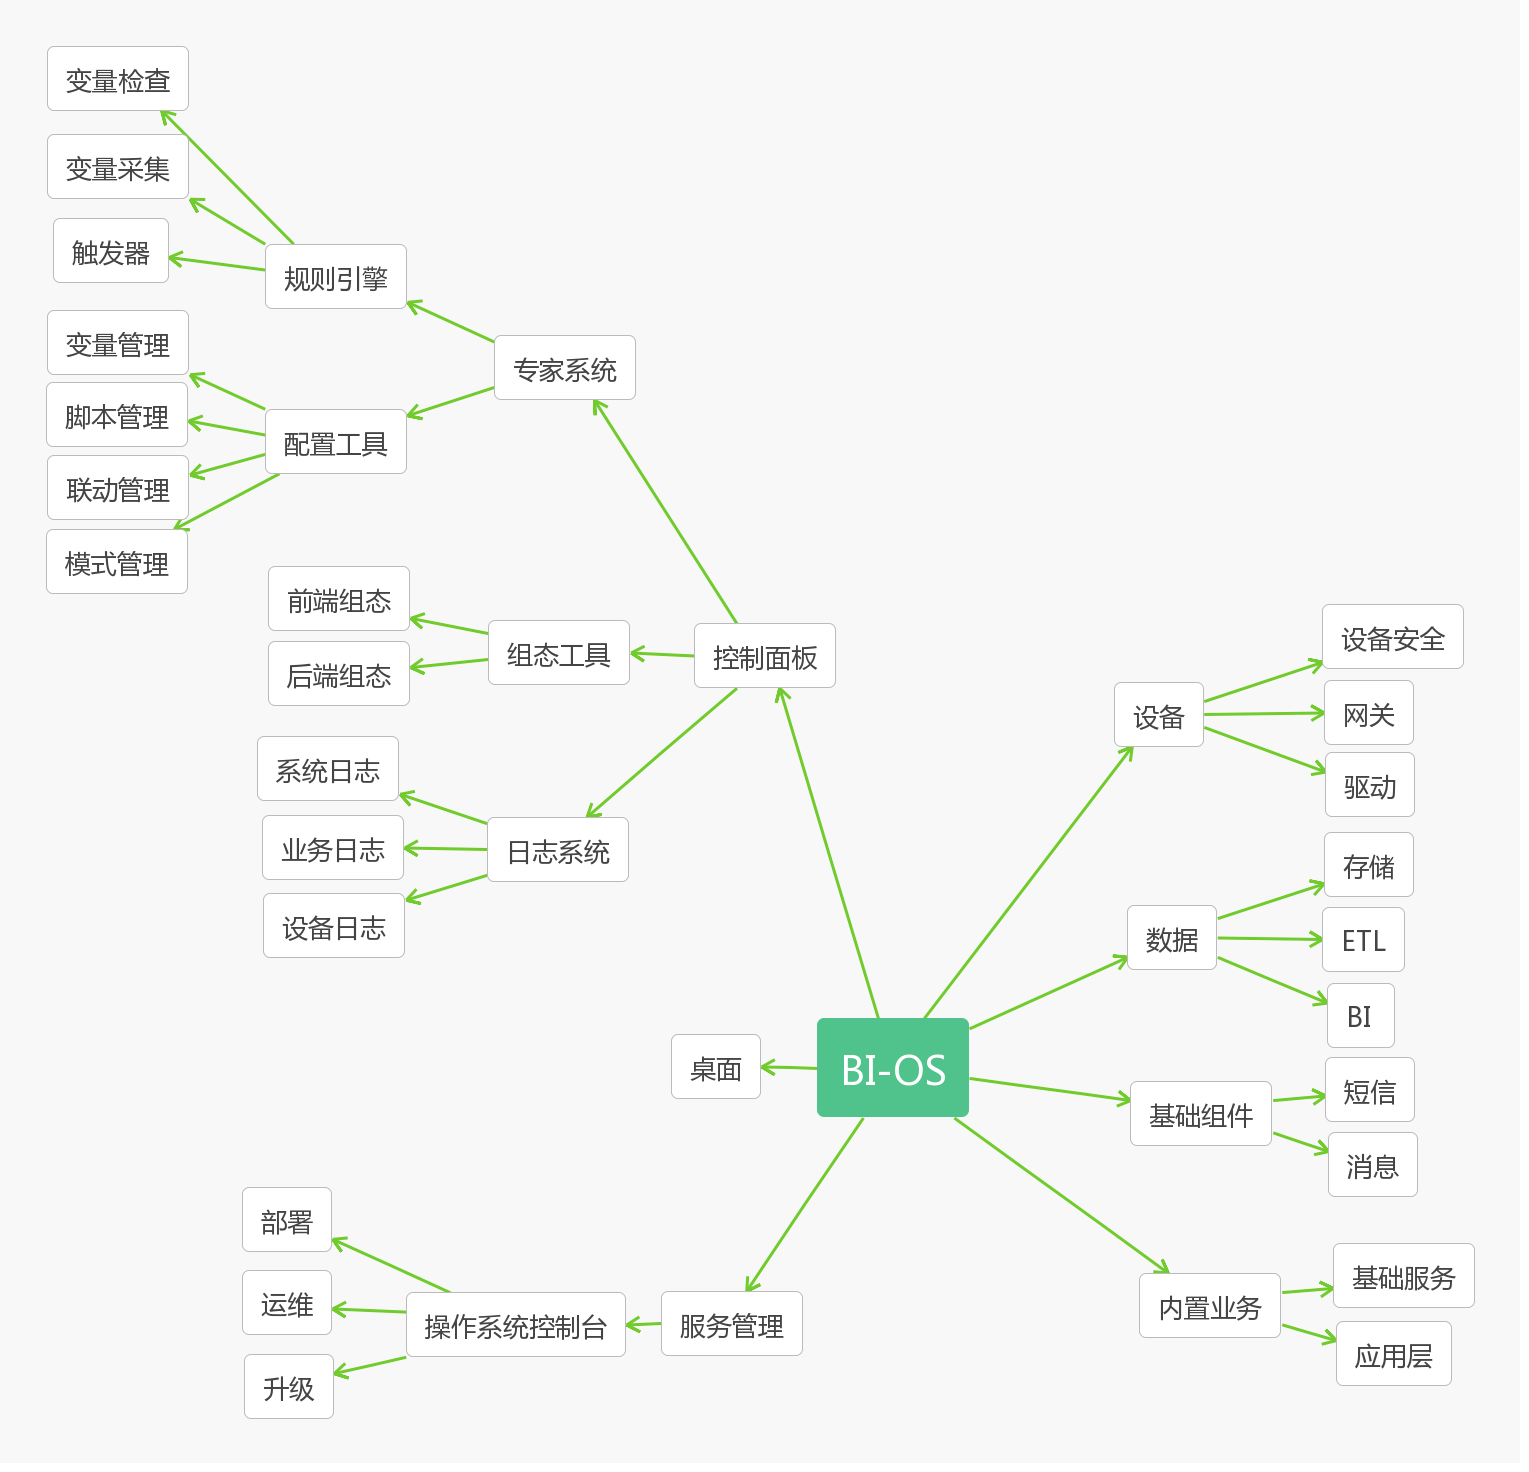 变量检查
变量采集
触发器
规则引擎
变量管理
脚本管理
联动管理
模式管理
配置工具
专家系统
前端组态
后端组态
组态工具
控制面板
系统日志
业务日志
设备日志
日志系统
设备
设备安全
网关
驱动
数据
存储
ETL
BI
桌面
BI-OS
基础组件
短信
消息
部署
运维
升级
操作系统控制台
服务管理
内置业务
基础服务
应用层